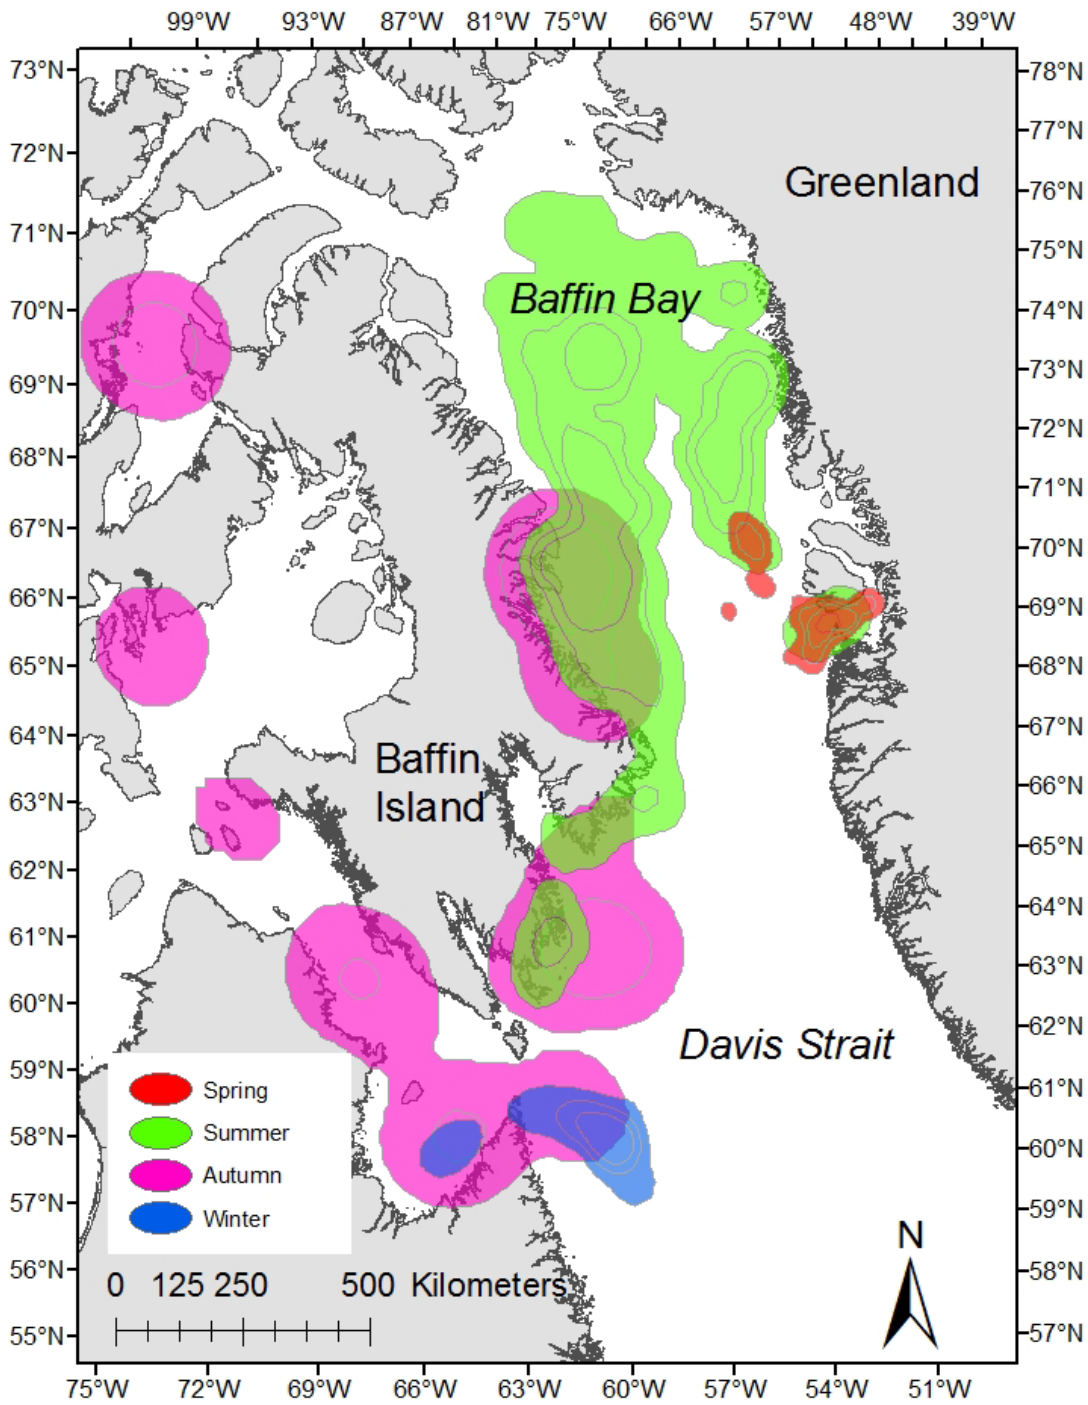 99°W 93°W 87°W 81°W 75°W 66°W 57°W 48°W 39°W
73°N 78°N
77°N
72°N
76°N
Greenland
71°N 75°N
Baffin Bay
70°N 74°N
69°N 73°N
68°N 72°N
71°N
67°N 70°N
66°N 69°N
65°N 68°N
64°N 67°N
Baffin
Island
63°N 66°N
62°N 65°N
61°N 64°N
63°N
60°N 62°N
Davis Strait
59°N 61°N
Spring
Summer
58°N 60°N
Autumn
57°N 59°N
Winter
N
56°N 58°N
0 125 250 500 Kilometers
55°N 57°N
75°W 72°W 69°W 66°W 63°W 60°W 57°W 54°W 51°W